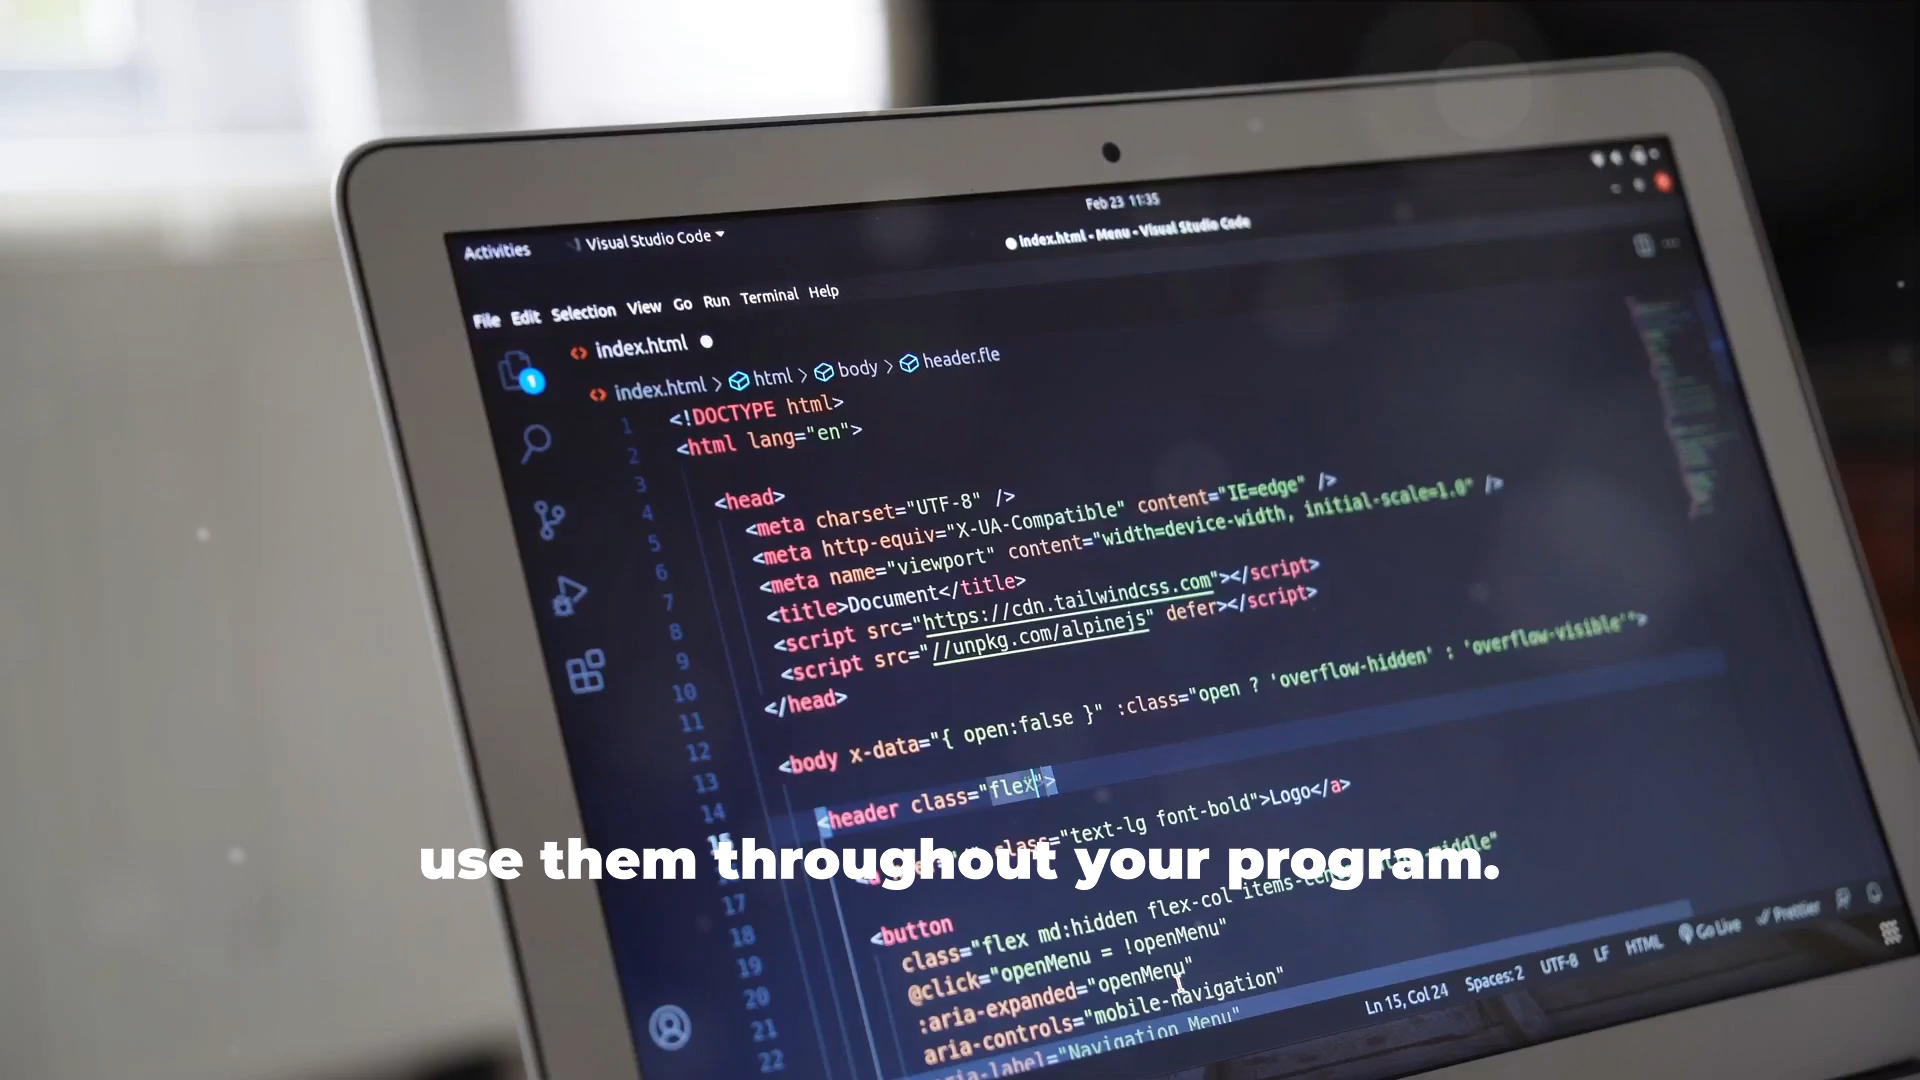 Feb 23 11:35
Activities Visual Studio Code
index.html - Menu - Visual Studio Code
File Edit Selection View Go Run Terminal Help
index.html
index.html > html > body > header.fle
1
<!DOCTYPE html>
1
2 <html lang="en">
3
4 <head>
5 <meta charset="UTF-8" />
6 <meta http-equiv="X-UA-Compatible" content="IE=edge" />
7 <meta name="viewport" content="width=device-width, initial-scale=1.0" />
8 <title>Document</title>
9 <script src="https://cdn.tailwindcss.com"></script>
10 <script src="//unpkg.com/alpinejs" defer></script>
11 </head>
12
13 <body x-data="{ open:false }" :class="open ? 'overflow-hidden' : 'overflow-visible'">
14
15 <header class="flex">
class="text-lg font-bold">Logo</a>
use them throughout your program.
17
18 <button
19 class="flex md:hidden flex-col
20 @click="openMenu = !openMenu"
21 :aria-expanded="openMenu"
22 aria-controls="mobile-navigation"
aria-label="Navigation Menu"
Ln 15, Col 24 Spaces: 2 UTF-8 LF HTML Go Live Prettier